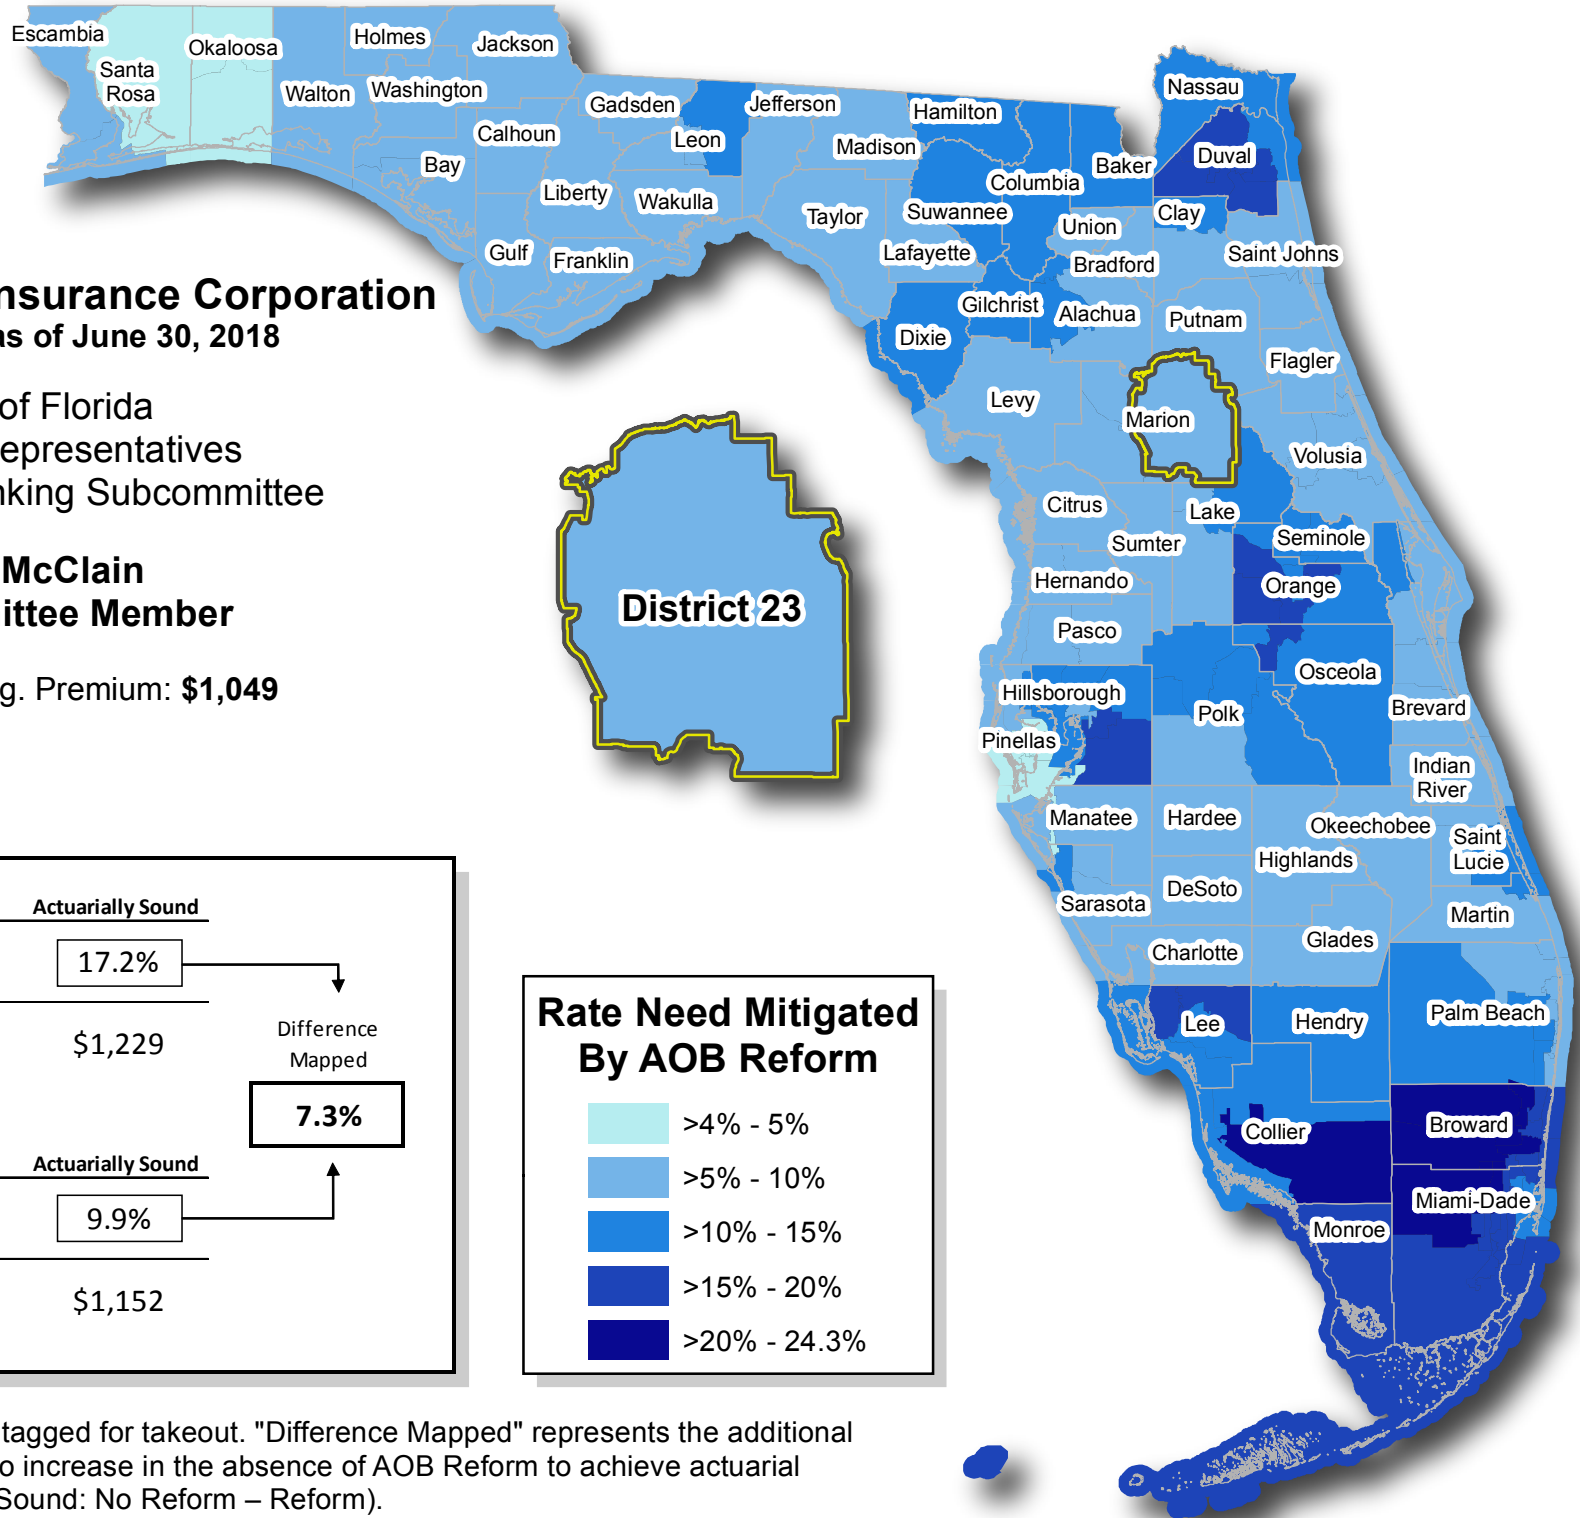 Escambia
Santa
Rosa
Okaloosa
Walton
Holmes
Washington
Jackson
Bay
Calhoun
Gulf
Liberty
Franklin
Gadsden
Leon
Wakulla
Jefferson
Madison
Taylor
Hamilton
Suwannee
Lafayette
Columbia
Baker
Nassau
Duval
Union
Clay
Bradford
Saint Johns
Dixie
Gilchrist
Alachua
Putnam
Flagler
Levy
Marion
Volusia
Citrus
Lake
Sumter
Seminole
Hernando
Orange
Pasco
Osceola
Hillsborough
Polk
Brevard
Pinellas
Indian
River
Manatee
Hardee
Okeechobee
Saint
Lucie
Highlands
DeSoto
Sarasota
Martin
Charlotte
Glades
Lee
Hendry
Palm Beach
Collier
Broward
Miami-Dade
Monroe
nsurance Corporation
as of June 30, 2018
of Florida
epresentatives
nking Subcommittee
McClain
ittee Member
g. Premium: $1,049
District 23
Actuarially Sound
17.2%
$1,229
Difference
Mapped
7.3%
Actuarially Sound
9.9%
$1,152
Rate Need Mitigated
By AOB Reform
>4% - 5%
>5% - 10%
>10% - 15%
>15% - 20%
>20% - 24.3%
tagged for takeout. "Difference Mapped" represents the additional
o increase in the absence of AOB Reform to achieve actuarial
Sound: No Reform – Reform).